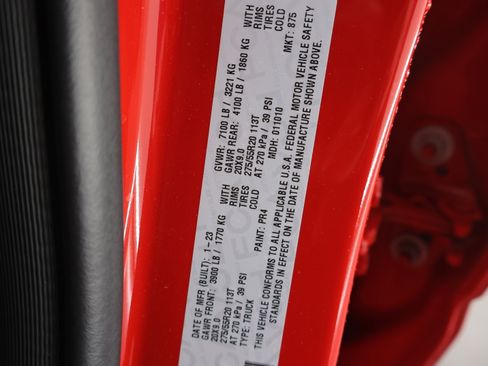 DATE OF MFR (BUILT): 1-23 GVWR: 7100 LB / 3221 KG
GAWR FRONT: 3900 LB / 1770 KG WITH GAWR REAR: 4100 LB / 1860 KG WITH
20X9.0 RIMS 20X9.0 RIMS
275/55R20 113T TIRES 275/55R20 113T TIRES
AT 270 kPa / 39 PSI COLD AT 270 kPa / 39 PSI COLD
TYPE: TRUCK PAINT: PR4 MDH: 011010 MKT: 875
THIS VEHICLE CONFORMS TO ALL APPLICABLE U.S.A. FEDERAL MOTOR VEHICLE SAFETY
STANDARDS IN EFFECT ON THE DATE OF MANUFACTURE SHOWN ABOVE.